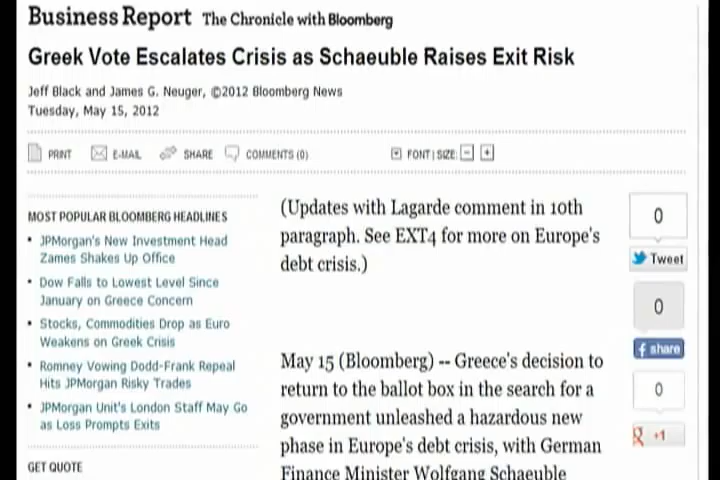 Business Report The Chronicle with Bloomberg
Greek Vote Escalates Crisis as Schaeuble Raises Exit Risk
Jeff Black and James G. Neuger, ©2012 Bloomberg News
Tuesday, May 15, 2012
PRINT E-MAIL SHARE COMMENTS (0) FONT | SIZE: - +
MOST POPULAR BLOOMBERG HEADLINES
• JPMorgan's New Investment Head
Zames Shakes Up Office
• Dow Falls to Lowest Level Since
January on Greece Concern
• Stocks, Commodities Drop as Euro
Weakens on Greek Crisis
• Romney Vowing Dodd-Frank Repeal
Hits JPMorgan Risky Trades
• JPMorgan Unit's London Staff May Go
as Loss Prompts Exits
GET QUOTE
(Updates with Lagarde comment in 10th
paragraph. See EXT4 for more on Europe's
debt crisis.)
May 15 (Bloomberg) -- Greece's decision to
return to the ballot box in the search for a
government unleashed a hazardous new
phase in Europe's debt crisis, with German
Finance Minister Wolfgang Schaeuble
0
Tweet
0
f share
0
g +1